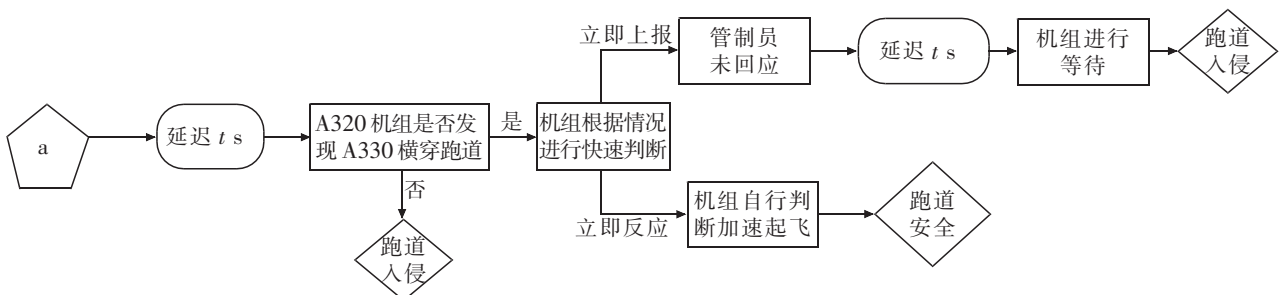 a
延迟 t s
A320 机组是否发
现 A330 横穿跑道
否
跑道
入侵
是
机组根据情况
进行快速判断
立即上报
管制员
未回应
延迟 t s
机组进行
等待
跑道
入侵
立即反应
机组自行判
断加速起飞
跑道
安全